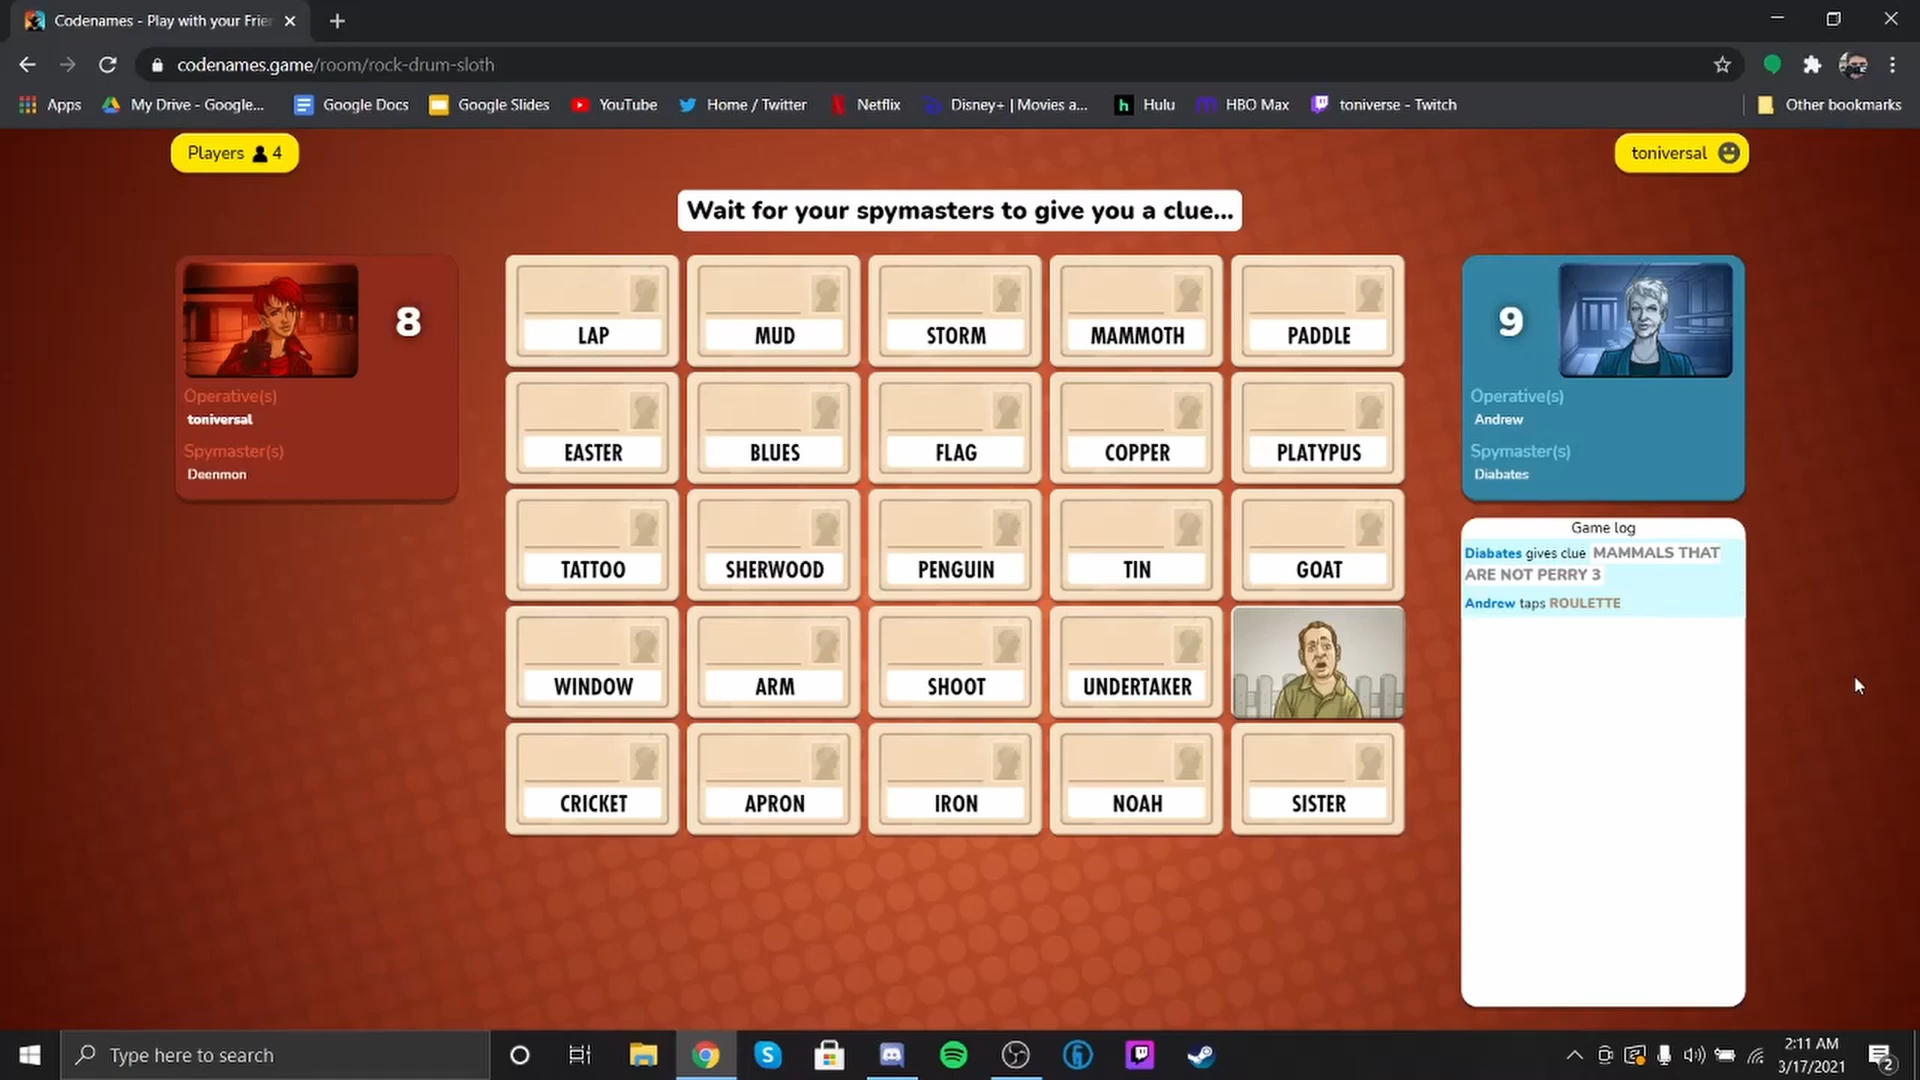 Codenames - Play with your Frie
codenames.game/room/rock-drum-sloth
Apps
My Drive - Google...
Google Docs
Google Slides
YouTube
Home / Twitter
Netflix
Disney+ | Movies a...
Hulu
HBO Max
toniverse - Twitch
Other bookmarks
Players 4
toniversal
Wait for your spymasters to give you a clue...
8
Operative(s)
toniversal
Spymaster(s)
Deenmon
LAP MUD STORM MAMMOTH PADDLE
EASTER BLUES FLAG COPPER PLATYPUS
TATTOO SHERWOOD PENGUIN TIN GOAT
WINDOW ARM SHOOT UNDERTAKER
CRICKET APRON IRON NOAH SISTER
9
Operative(s)
Andrew
Spymaster(s)
Diabates
Game log
Diabates gives clue MAMMALS THAT
ARE NOT PERRY 3
Andrew taps ROULETTE
Type here to search
2:11 AM
3/17/2021
2